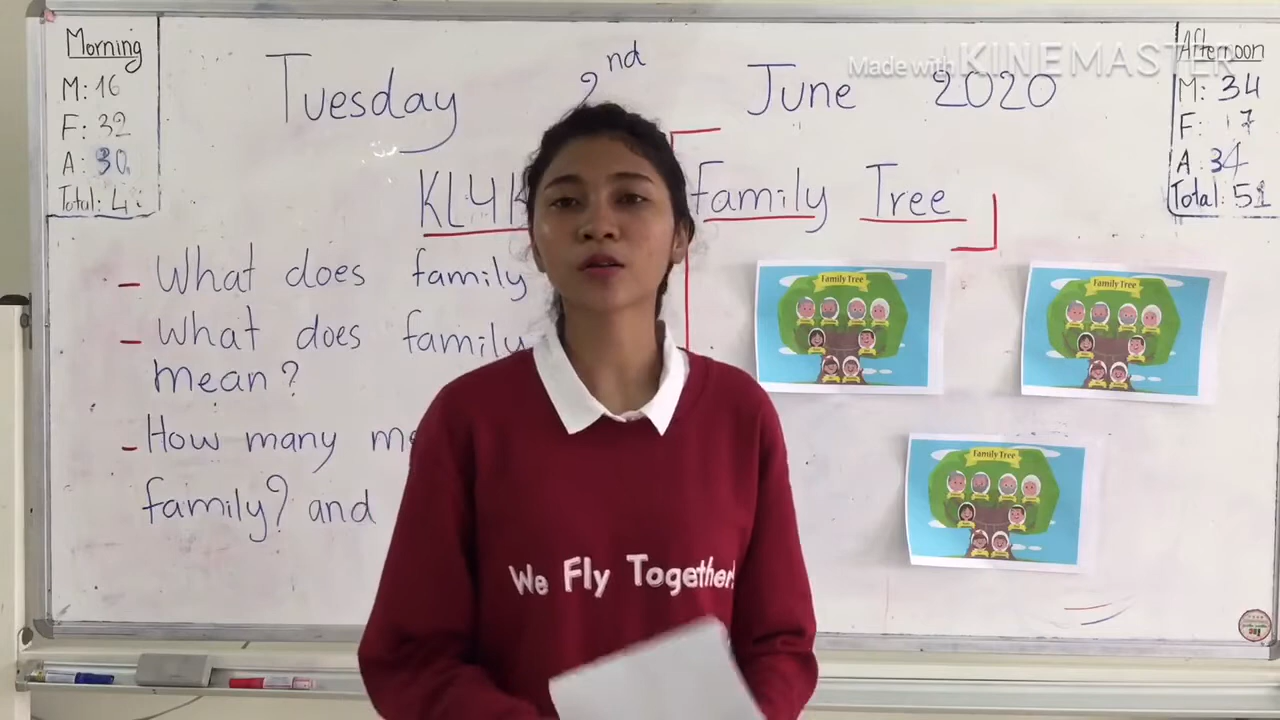 Morning
M: 16
F: 32
A: 30
Total: 4
Tuesday 2nd June 2020
Made with KINEMASTER
Afternoon
M: 34
F: 17
A: 34
Total: 51
Family Tree
- What does family
- What does family
mean?
- How many
family? and
Family Tree
Family Tree
Family Tree
We Fly Together!